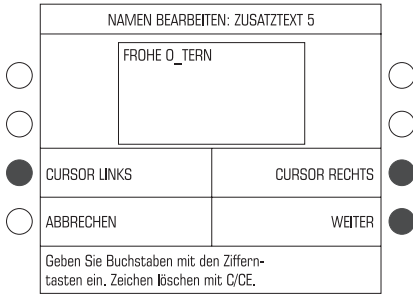 NAMEN BEARBEITEN: ZUSATZTEXT 5
FROHE O_TERN
CURSOR LINKS
CURSOR RECHTS
ABBRECHEN
WEITER
Geben Sie Buchstaben mit den Ziffern-
tasten ein. Zeichen löschen mit C/CE.